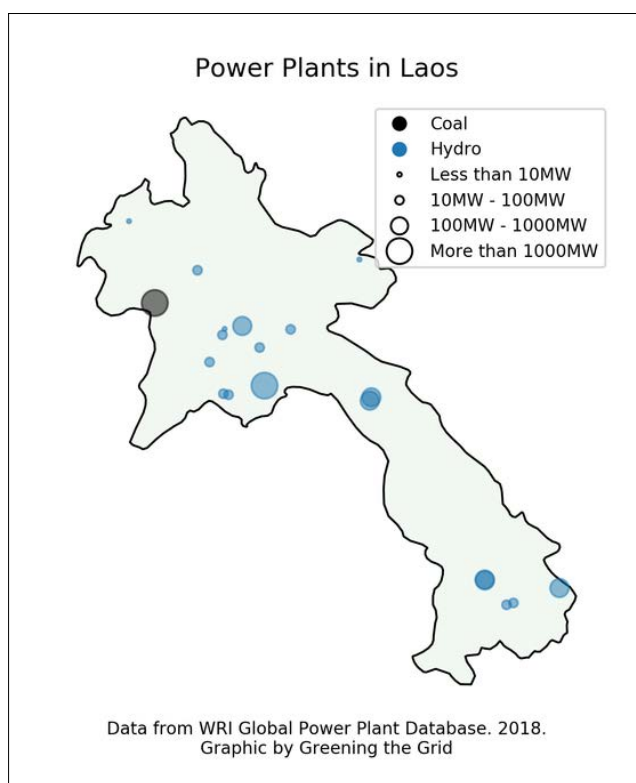 Power Plants in Laos
Coal
Hydro
Less than 10MW
10MW - 100MW
100MW - 1000MW
More than 1000MW
Data from WRI Global Power Plant Database. 2018.
Graphic by Greening the Grid